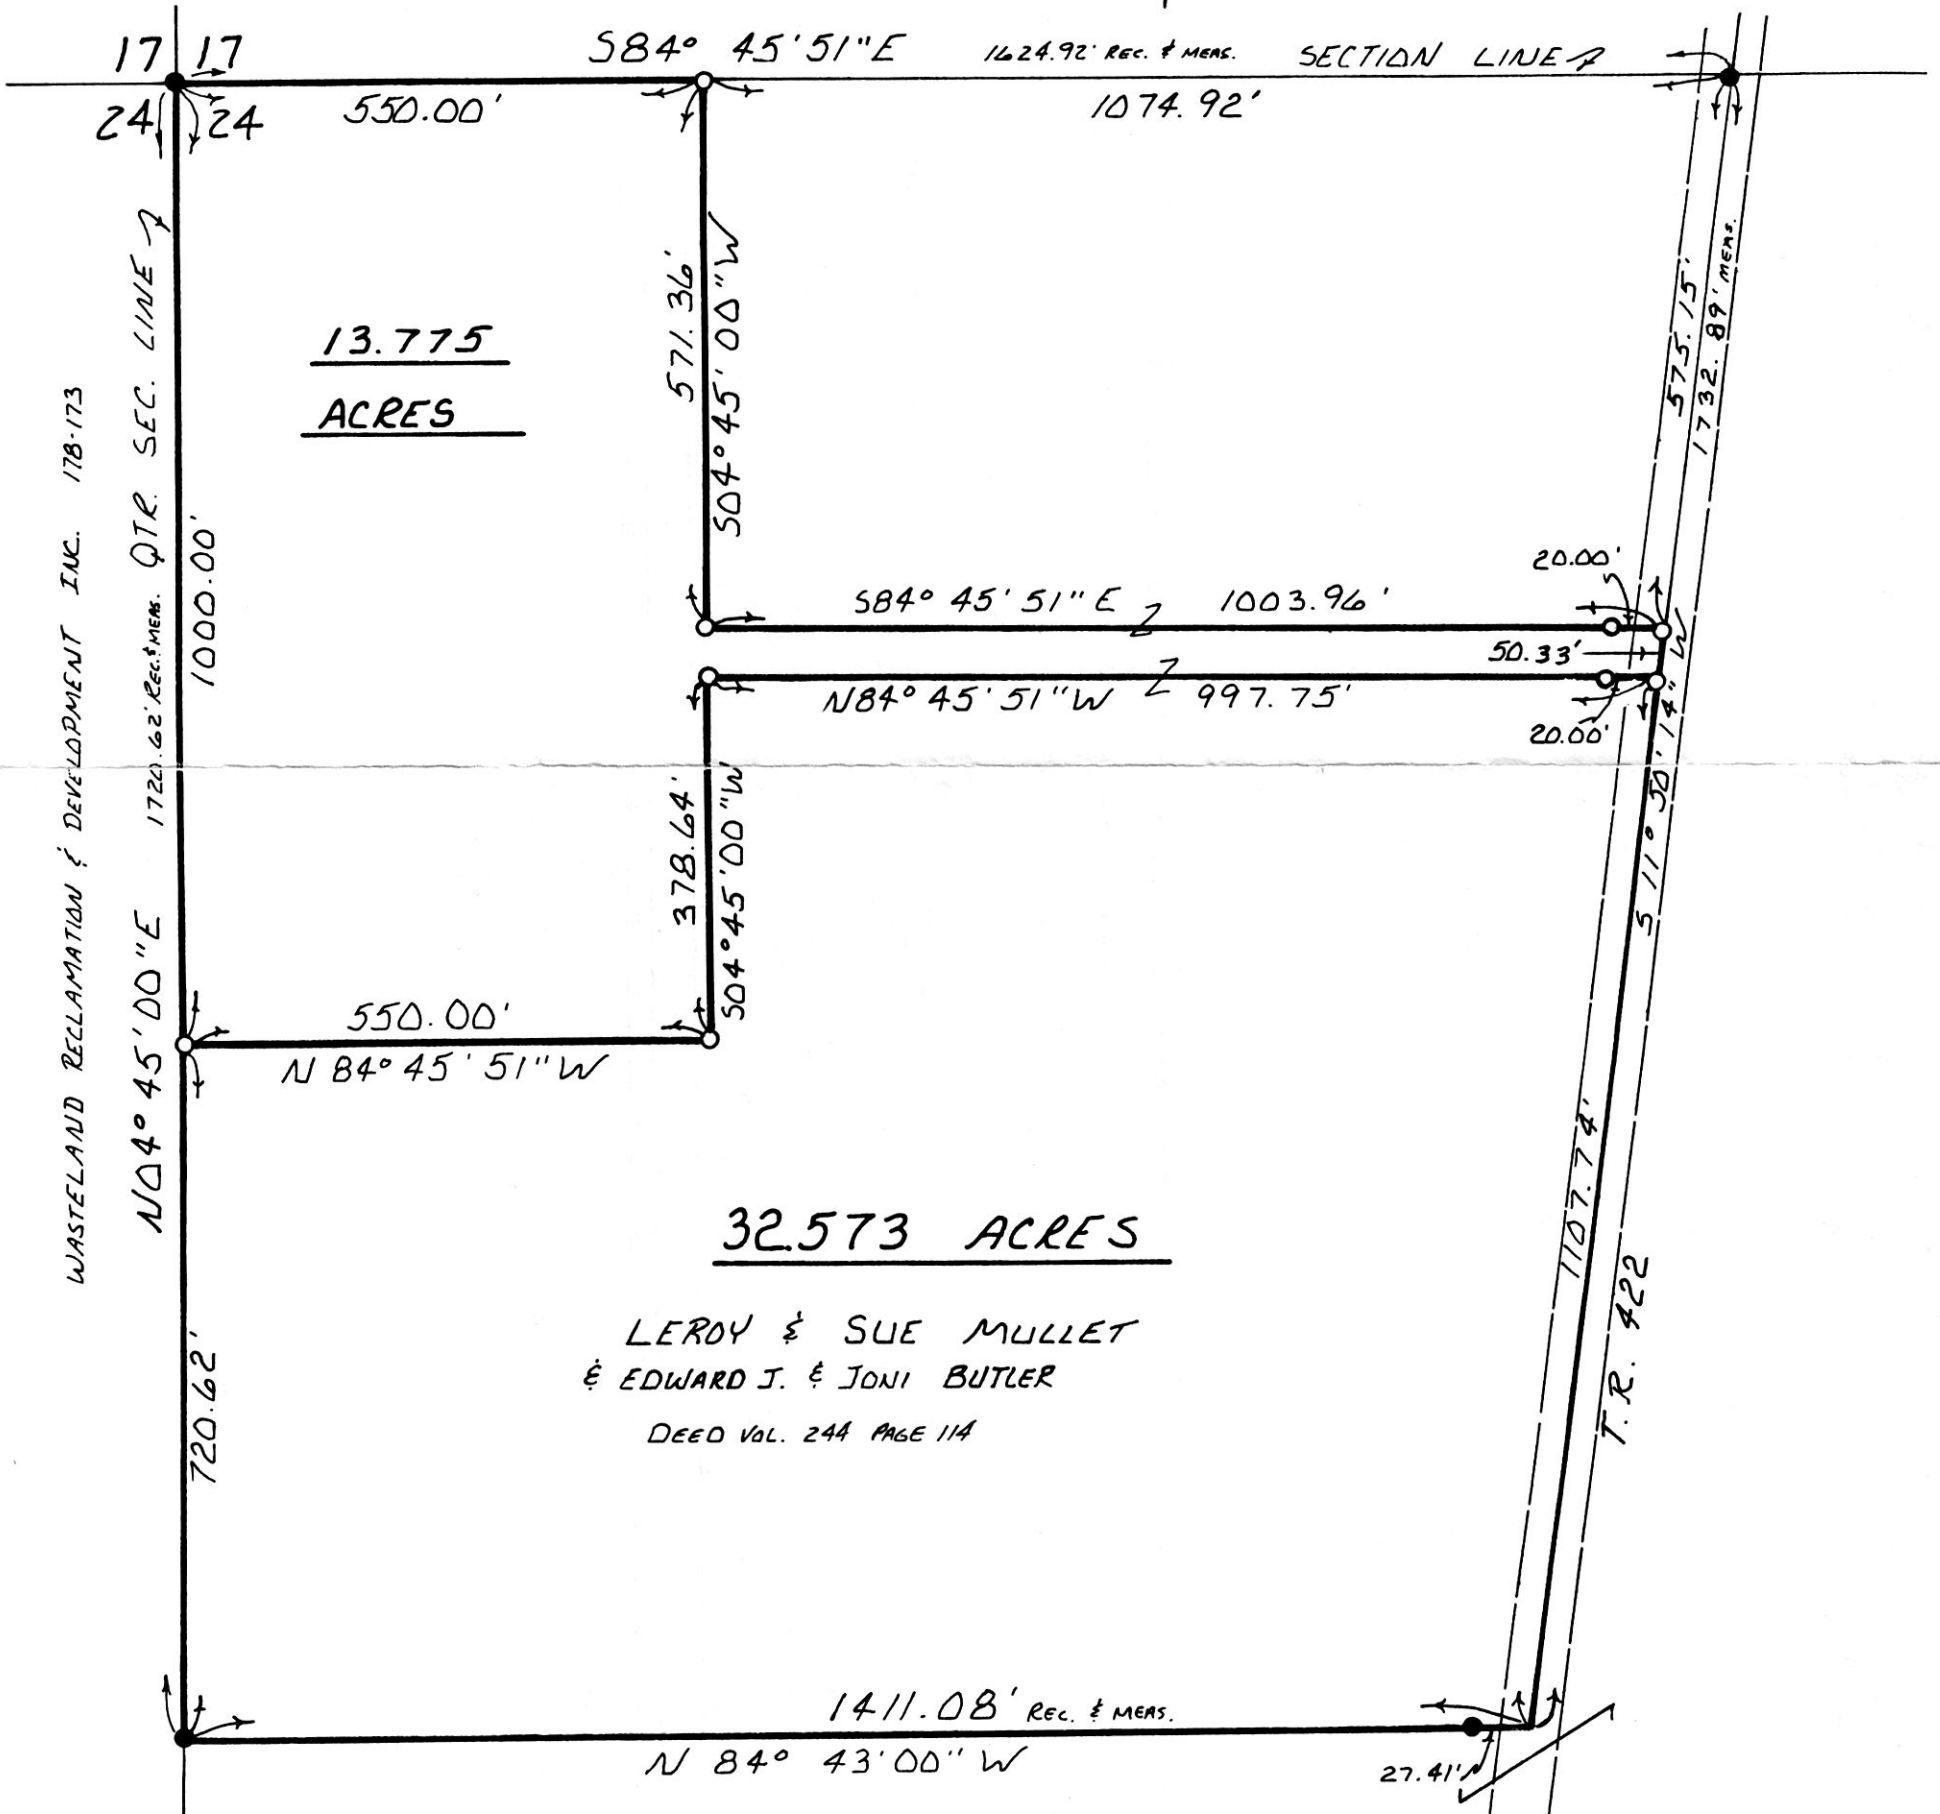 17 17
24 24
S84° 45'51"E
1624.92' REC. & MEAS.
SECTION LINE
550.00'
1074.92'
QTR. SEC. LINE
WASTELAND RECLAMATION & DEVELOPMENT INC. 178-173
N04°45'00"E
1720.62' REC. & MEAS.
1000.00'
13.775
ACRES
571.36'
S04°45'00"W
575.15'
1732.89' MEAS.
20.00'
S84° 45' 51" E
1003.96'
50.33'
N84° 45' 51" W
997.75'
20.00'
S 11° 50' 14" W
378.64'
S04°45'00"W
550.00'
N 84° 45' 51" W
1107.74'
T.R. 422
32.573 ACRES
LEROY & SUE MULLET
& EDWARD J. & JONI BUTLER
DEED VOL. 244 PAGE 114
720.62'
1411.08' REC. & MEAS.
N 84° 43'00" W
27.41'